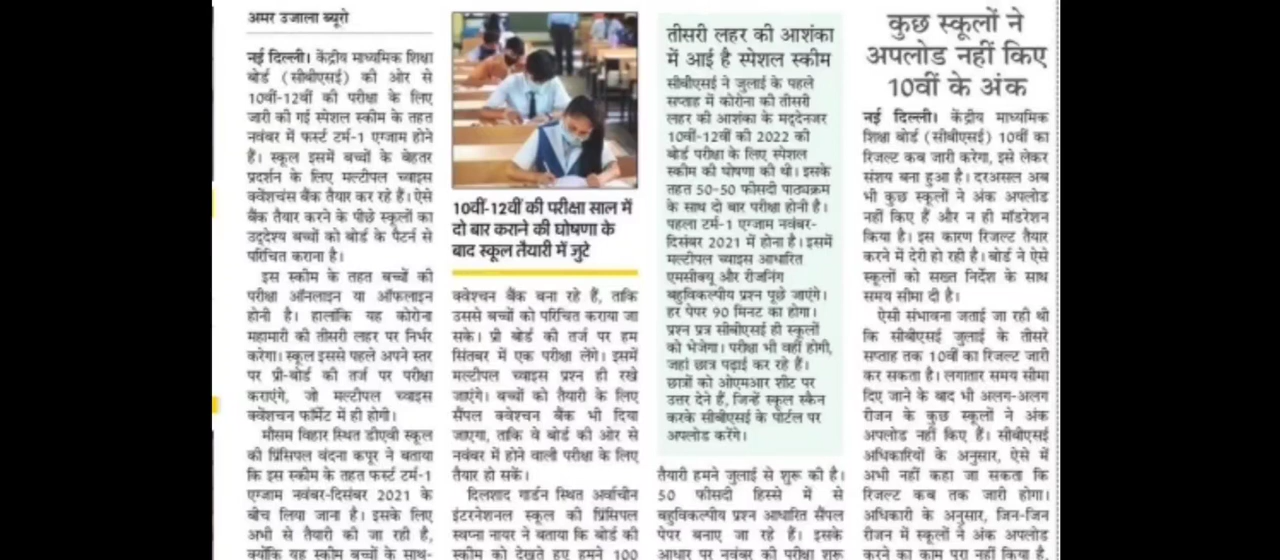 अमर उजाला ब्यूरो
नई दिल्ली। केंद्रीय माध्यमिक शिक्षा
बोर्ड (सीबीएसई) की ओर से
10वीं-12वीं की परीक्षा के लिए
जारी की गई स्पेशल स्कीम के तहत
नवंबर में फर्स्ट टर्म-1 एग्जाम होने
हैं। स्कूल इसमें बच्चों के बेहतर
प्रदर्शन के लिए मल्टीपल च्वाइस
क्वेंशचंस बैंक तैयार कर रहे हैं। ऐसे
बैंक तैयार करने के पीछे स्कूलों का
उद्देश्य बच्चों को बोर्ड के पैटर्न से
परिचित कराना है।
इस स्कीम के तहत बच्चों की
परीक्षा ऑनलाइन या ऑफलाइन
होनी है। हालांकि यह कोरोना
महामारी की तीसरी लहर पर निर्भर
करेगा। स्कूल इससे पहले अपने स्तर
पर प्री-बोर्ड की तर्ज पर परीक्षा
कराएंगे, जो मल्टीपल च्वाइस
क्वेंशचन फॉर्मेट में ही होगी।
मौसम विहार स्थित डीएवी स्कूल
की प्रिंसिपल वंदना कपूर ने बताया
कि इस स्कीम के तहत फर्स्ट टर्म-1
एग्जाम नवंबर-दिसंबर 2021 के
बीच लिया जाना है। इसके लिए
अभी से तैयारी की जा रही है,
क्योंकि यह स्कीम बच्चों के साथ-
10वीं-12वीं की परीक्षा साल में
दो बार कराने की घोषणा के
बाद स्कूल तैयारी में जुटे
क्वेश्चन बैंक बना रहे हैं, ताकि
उससे बच्चों को परिचित कराया जा
सके। प्री बोर्ड की तर्ज पर हम
सितंबर में एक परीक्षा लेंगे। इसमें
मल्टीपल च्वाइस प्रश्न ही रखे
जाएंगे। बच्चों को तैयारी के लिए
सैंपल क्वेश्चन बैंक भी दिया
जाएगा, ताकि वे बोर्ड की ओर से
नवंबर में होने वाली परीक्षा के लिए
तैयार हो सकें।
दिलशाद गार्डन स्थित अर्वाचीन
इंटरनेशनल स्कूल की प्रिंसिपल
स्वप्ना नायर ने बताया कि बोर्ड की
स्कीम को देखते हुए हमने 100
तीसरी लहर की आशंका
में आई है स्पेशल स्कीम
सीबीएसई ने जुलाई के पहले
सप्ताह में कोरोना की तीसरी
लहर की आशंका के मद्देनजर
10वीं-12वीं की 2022 की
बोर्ड परीक्षा के लिए स्पेशल
स्कीम की घोषणा की थी। इसके
तहत 50-50 फीसदी पाठ्यक्रम
के साथ दो बार परीक्षा होनी है।
पहला टर्म-1 एग्जाम नवंबर-
दिसंबर 2021 में होना है। इसमें
मल्टीपल च्वाइस आधारित
एमसीक्यू और रीजनिंग
बहुविकल्पीय प्रश्न पूछे जाएंगे।
हर पेपर 90 मिनट का होगा।
प्रश्न प्रत्र सीबीएसई ही स्कूलों
को भेजेगा। परीक्षा भी वहीं होगी,
जहां छात्र पढ़ाई कर रहे हैं।
छात्रों को ओएमआर शीट पर
उत्तर देने हैं, जिन्हें स्कूल स्कैन
करके सीबीएसई के पोर्टल पर
अपलोड करेंगे।
तैयारी हमने जुलाई से शुरू की है।
50 फीसदी हिस्से में से
बहुविकल्पीय प्रश्न आधारित सैंपल
पेपर बनाए जा रहे हैं। इसके
आधार पर नवंबर की परीक्षा शुरू
कुछ स्कूलों ने
अपलोड नहीं किए
10वीं के अंक
नई दिल्ली। केंद्रीय माध्यमिक
शिक्षा बोर्ड (सीबीएसई) 10वीं का
रिजल्ट कब जारी करेगा, इसे लेकर
संशय बना हुआ है। दरअसल अब
भी कुछ स्कूलों ने अंक अपलोड
नहीं किए हैं और न ही मॉडरेशन
किया है। इस कारण रिजल्ट तैयार
करने में देरी हो रही है। बोर्ड ने ऐसे
स्कूलों को सख्त निर्देश के साथ
समय सीमा दी है।
ऐसी संभावना जताई जा रही थी
कि सीबीएसई जुलाई के तीसरे
सप्ताह तक 10वीं का रिजल्ट जारी
कर सकता है। लगातार समय सीमा
दिए जाने के बाद भी अलग-अलग
रीजन के कुछ स्कूलों ने अंक
अपलोड नहीं किए हैं। सीबीएसई
अधिकारियों के अनुसार, ऐसे में
अभी नहीं कहा जा सकता कि
रिजल्ट कब तक जारी होगा।
अधिकारी के अनुसार, जिन-जिन
रीजन में स्कूलों ने अंक अपलोड
करने का काम पूरा नहीं किया है,